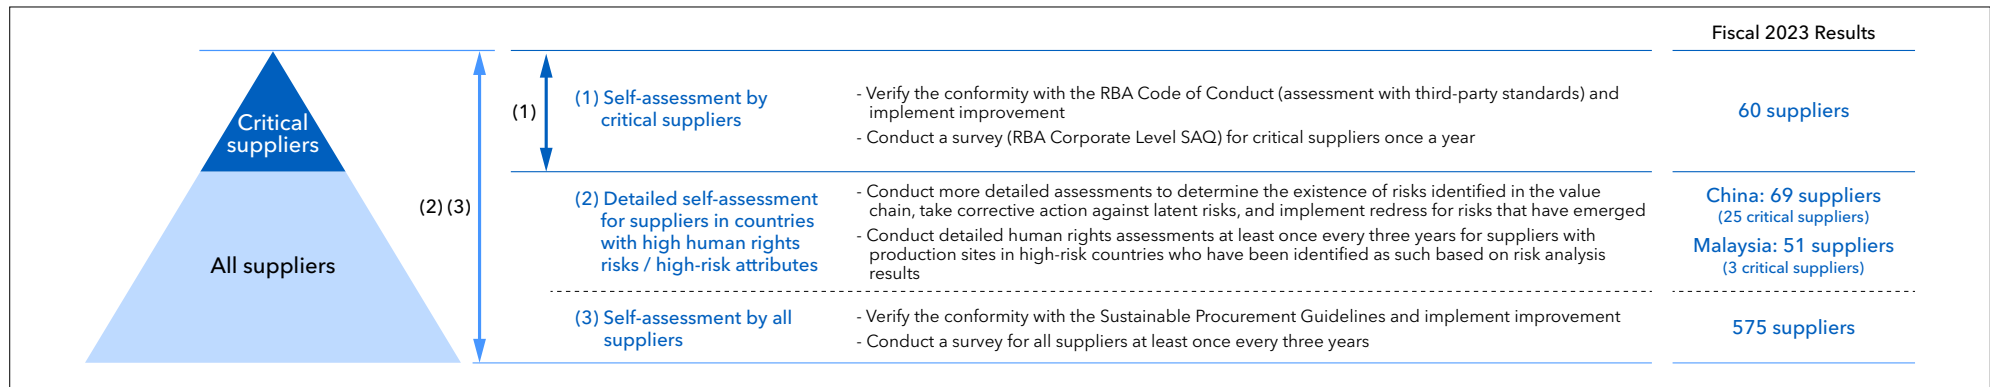 Fiscal 2023 Results
Critical
suppliers
All suppliers
(2) (3)
(1)
(1) Self-assessment by
critical suppliers
- Verify the conformity with the RBA Code of Conduct (assessment with third-party standards) and
implement improvement
- Conduct a survey (RBA Corporate Level SAQ) for critical suppliers once a year
60 suppliers
(2) Detailed self-assessment
for suppliers in countries
with high human rights
risks / high-risk attributes
- Conduct more detailed assessments to determine the existence of risks identified in the value
chain, take corrective action against latent risks, and implement redress for risks that have emerged
- Conduct detailed human rights assessments at least once every three years for suppliers with
production sites in high-risk countries who have been identified as such based on risk analysis
results
China: 69 suppliers
(25 critical suppliers)
Malaysia: 51 suppliers
(3 critical suppliers)
(3) Self-assessment by all
suppliers
- Verify the conformity with the Sustainable Procurement Guidelines and implement improvement
- Conduct a survey for all suppliers at least once every three years
575 suppliers